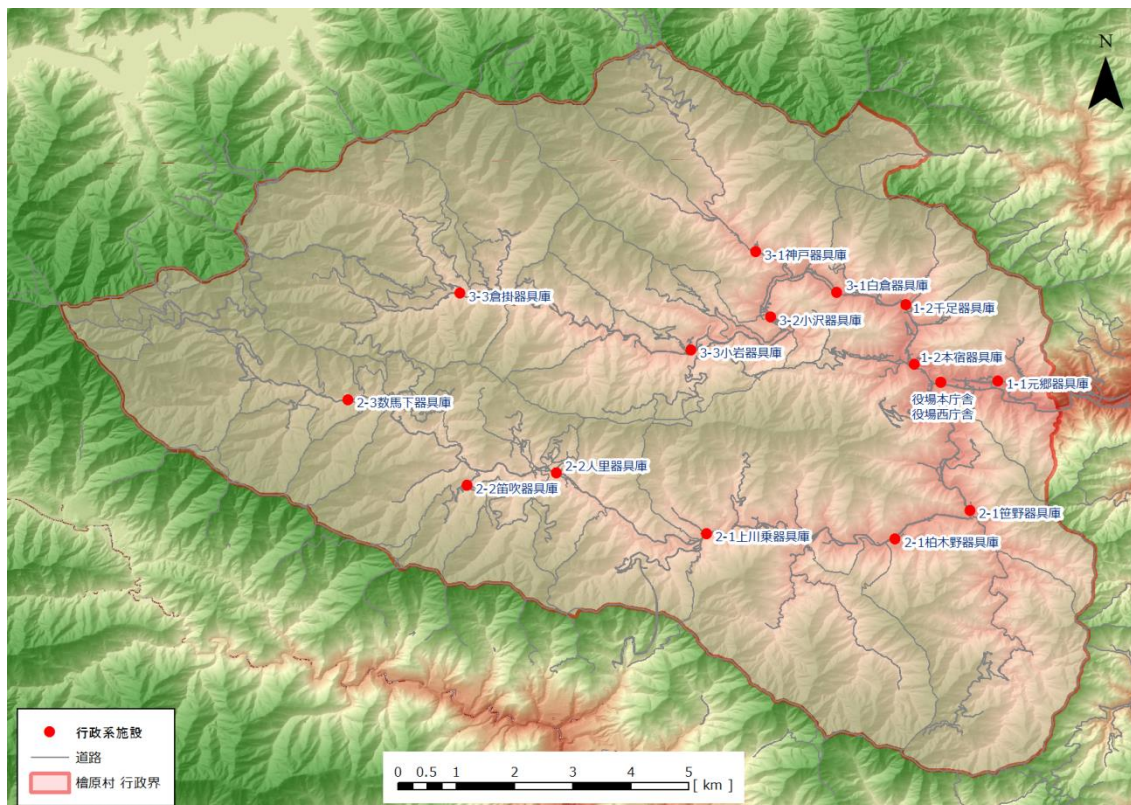 N
3-1神戸器具庫
3-1白倉器具庫
3-3倉掛器具庫
1-2千足器具庫
3-2小沢器具庫
3-3小岩器具庫
1-2本宿器具庫
1-1元郷器具庫
役場本庁舎
役場西庁舎
2-3数馬下器具庫
2-2人里器具庫
2-2笛吹器具庫
2-1笹野器具庫
2-1上川乗器具庫
2-1柏木野器具庫
行政系施設
道路
檜原村 行政界
0 0.5 1 2 3 4 5
[ km ]